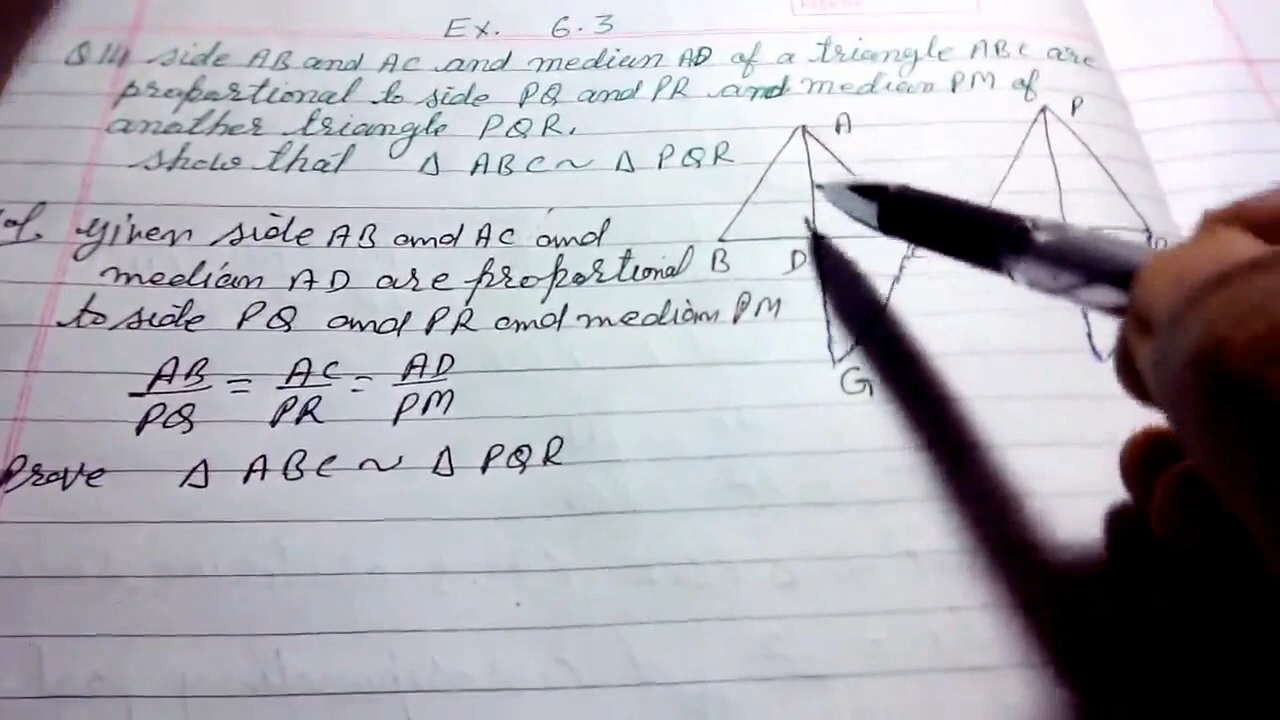 Ex. 6.3
Q14 side AB and AC and median AD of a triangle ABC are
proportional to side PQ and PR and median PM of
another triangle PQR.
show that Δ ABC ~ Δ PQR
A
P
B
D
G
given side AB and AC and
median AD are proportional
to side PQ and PR and median PM
AB/PQ = AC/PR = AD/PM
Prove Δ ABC ~ Δ PQR